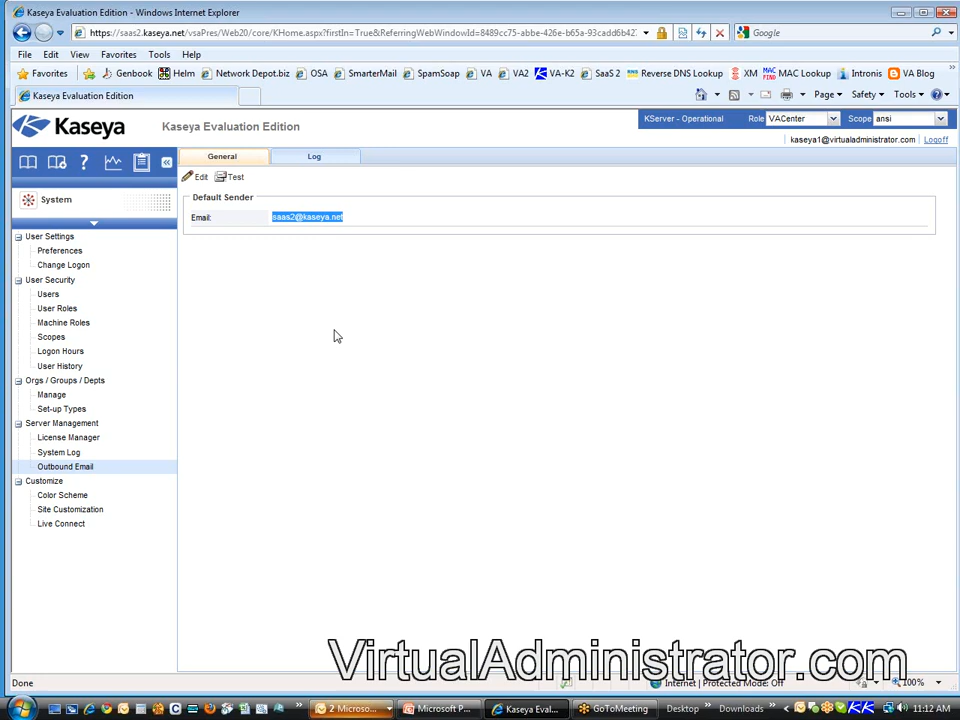 Kaseya Evaluation Edition - Windows Internet Explorer
https://saas2.kaseya.net/vsaPres/Web20/core/KHome.aspx?firstIn=True&ReferringWebWindowId=8489cc75-abbe-426e-b65a-93cadd6b427
Google
File Edit View Favorites Tools Help
Favorites Genbook Helm Network Depot.biz OSA SmarterMail SpamSoap VA VA2 VA-K2 SaaS 2 Reverse DNS Lookup XM MAC Lookup Intronis VA Blog
Kaseya Evaluation Edition
Page Safety Tools
Kaseya
Kaseya Evaluation Edition
KServer - Operational Role VACenter Scope ansi
kaseya1@virtualadministrator.com Logoff
General Log
Edit Test
System
Default Sender
Email: saas2@kaseya.net
User Settings
Preferences
Change Logon
User Security
Users
User Roles
Machine Roles
Scopes
Logon Hours
User History
Orgs / Groups / Depts
Manage
Set-up Types
Server Management
License Manager
System Log
Outbound Email
Customize
Color Scheme
Site Customization
Live Connect
VirtualAdministrator.com
Done
Internet | Protected Mode: Off
100%
2 Microso... Microsoft P... Kaseya Eval... GoToMeeting Desktop Downloads 11:12 AM